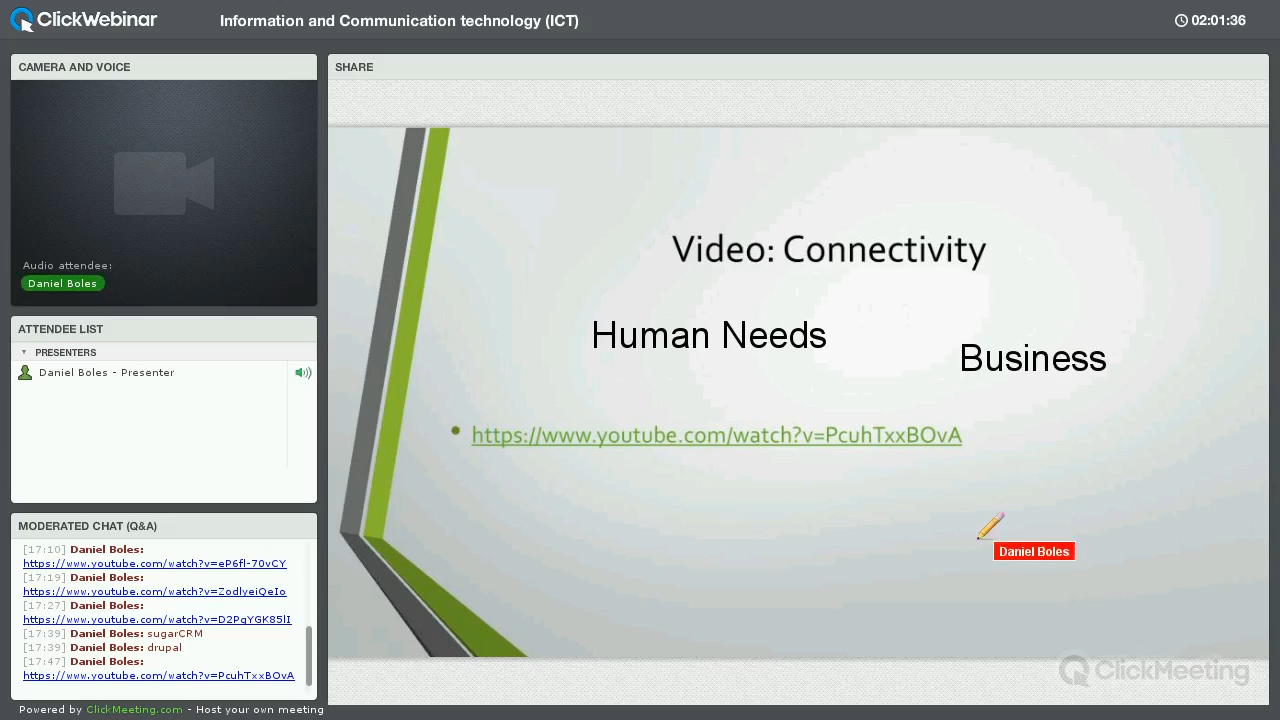 ClickWebinar
Information and Communication technology (ICT)
02:01:36
CAMERA AND VOICE
Audio attendee:
Daniel Boles
ATTENDEE LIST
PRESENTERS
Daniel Boles - Presenter
MODERATED CHAT (Q&A)
[17:10] Daniel Boles:
https://www.youtube.com/watch?v=eP6fl-70vCY
[17:19] Daniel Boles:
https://www.youtube.com/watch?v=ZodlyeiQeIo
[17:27] Daniel Boles:
https://www.youtube.com/watch?v=D2PqYGK85lI
[17:39] Daniel Boles: sugarCRM
[17:39] Daniel Boles: drupal
[17:47] Daniel Boles:
https://www.youtube.com/watch?v=PcuhTxxBOvA
Powered by ClickMeeting.com - Host your own meeting
SHARE
Video: Connectivity
Human Needs
Business
• https://www.youtube.com/watch?v=PcuhTxxBOvA
Daniel Boles
ClickMeeting